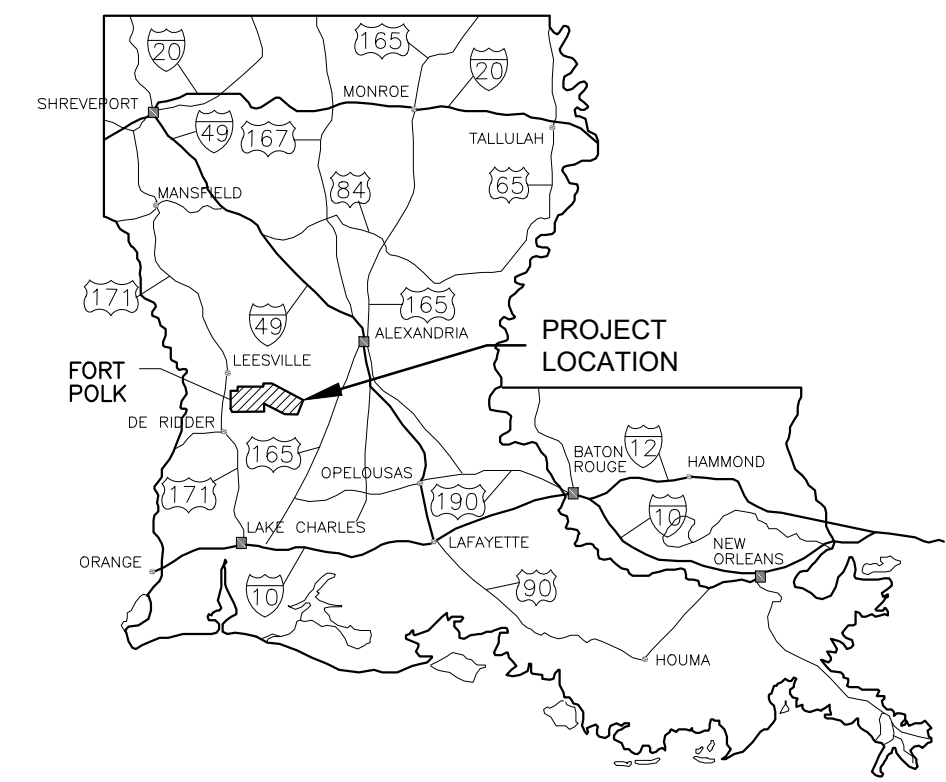 165
20
20
SHREVEPORT
MONROE
49
167
TALLULAH
84
65
MANSFIELD
171
165
49
ALEXANDRIA
PROJECT
LOCATION
LEESVILLE
FORT
POLK
DE RIDDER
165
OPELOUSAS
BATON
ROUGE
12
HAMMOND
171
190
10
LAKE CHARLES
LAFAYETTE
NEW
ORLEANS
ORANGE
10
90
HOUMA